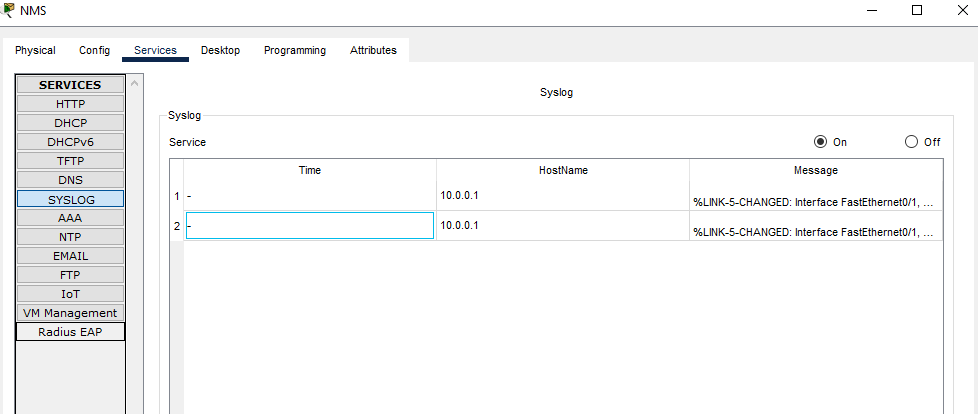 NMS
Physical Config Services Desktop Programming Attributes
SERVICES
HTTP
DHCP
DHCPv6
TFTP
DNS
SYSLOG
AAA
NTP
EMAIL
FTP
IoT
VM Management
Radius EAP
Syslog
Syslog
Service On Off
Time HostName Message
1 - 10.0.0.1 %LINK-5-CHANGED: Interface FastEthernet0/1, ...
2 - 10.0.0.1 %LINK-5-CHANGED: Interface FastEthernet0/1, ...